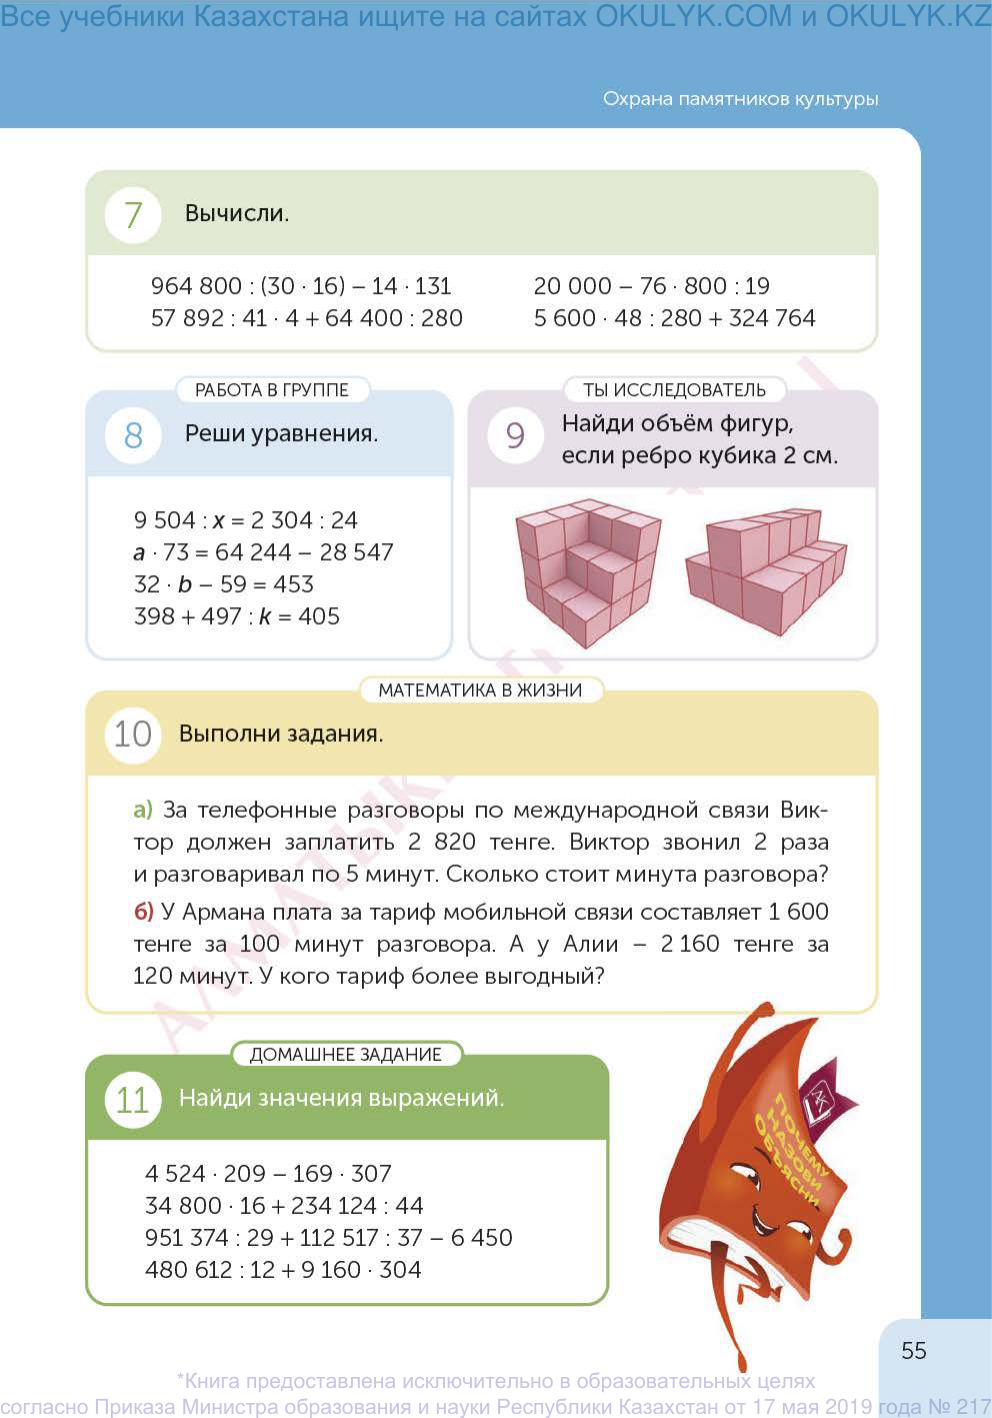 Все учебники Казахстана ищите на сайтах OKULYK.COM и OKULYK.KZ
Охрана памятников культуры
7 Вычисли.
964 800 : (30 · 16) – 14 · 131
57 892 : 41 · 4 + 64 400 : 280
20 000 – 76 · 800 : 19
5 600 · 48 : 280 + 324 764
РАБОТА В ГРУППЕ
8 Реши уравнения.
9 504 : x = 2 304 : 24
a · 73 = 64 244 – 28 547
32 · b – 59 = 453
398 + 497 : k = 405
ТЫ ИССЛЕДОВАТЕЛЬ
9 Найди объём фигур,
если ребро кубика 2 см.
МАТЕМАТИКА В ЖИЗНИ
10 Выполни задания.
а) За телефонные разговоры по международной связи Вик-
тор должен заплатить 2 820 тенге. Виктор звонил 2 раза
и разговаривал по 5 минут. Сколько стоит минута разговора?
б) У Армана плата за тариф мобильной связи составляет 1 600
тенге за 100 минут разговора. А у Алии – 2 160 тенге за
120 минут. У кого тариф более выгодный?
ДОМАШНЕЕ ЗАДАНИЕ
11 Найди значения выражений.
4 524 · 209 – 169 · 307
34 800 · 16 + 234 124 : 44
951 374 : 29 + 112 517 : 37 – 6 450
480 612 : 12 + 9 160 · 304
АК
ПОЧЕМУ
НАЗОВИ
ОБЪЯСНИ
55
*Книга предоставлена исключительно в образовательных целях
согласно Приказа Министра образования и науки Республики Казахстан от 17 мая 2019 года № 217